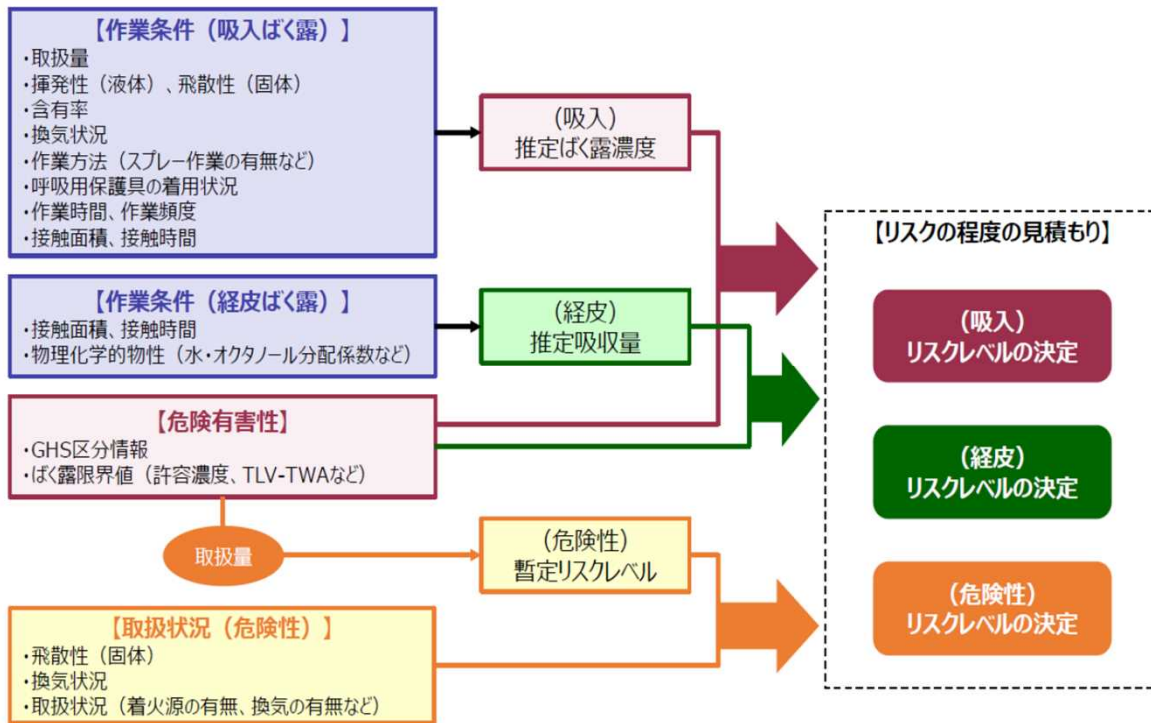 【作業条件（吸入ばく露）】
・取扱量
・揮発性（液体）、飛散性（固体）
・含有率
・換気状況
・作業方法（スプレー作業の有無など）
・呼吸用保護具の着用状況
・作業時間、作業頻度
・接触面積、接触時間
（吸入）
推定ばく露濃度
【作業条件（経皮ばく露）】
・接触面積、接触時間
・物理化学的物性（水・オクタノール分配係数など）
（経皮）
推定吸収量
【危険有害性】
・GHS区分情報
・ばく露限界値（許容濃度、TLV-TWAなど）
取扱量
（危険性）
暫定リスクレベル
【取扱状況（危険性）】
・飛散性（固体）
・換気状況
・取扱状況（着火源の有無、換気の有無など）
【リスクの程度の見積もり】
（吸入）
リスクレベルの決定
（経皮）
リスクレベルの決定
（危険性）
リスクレベルの決定